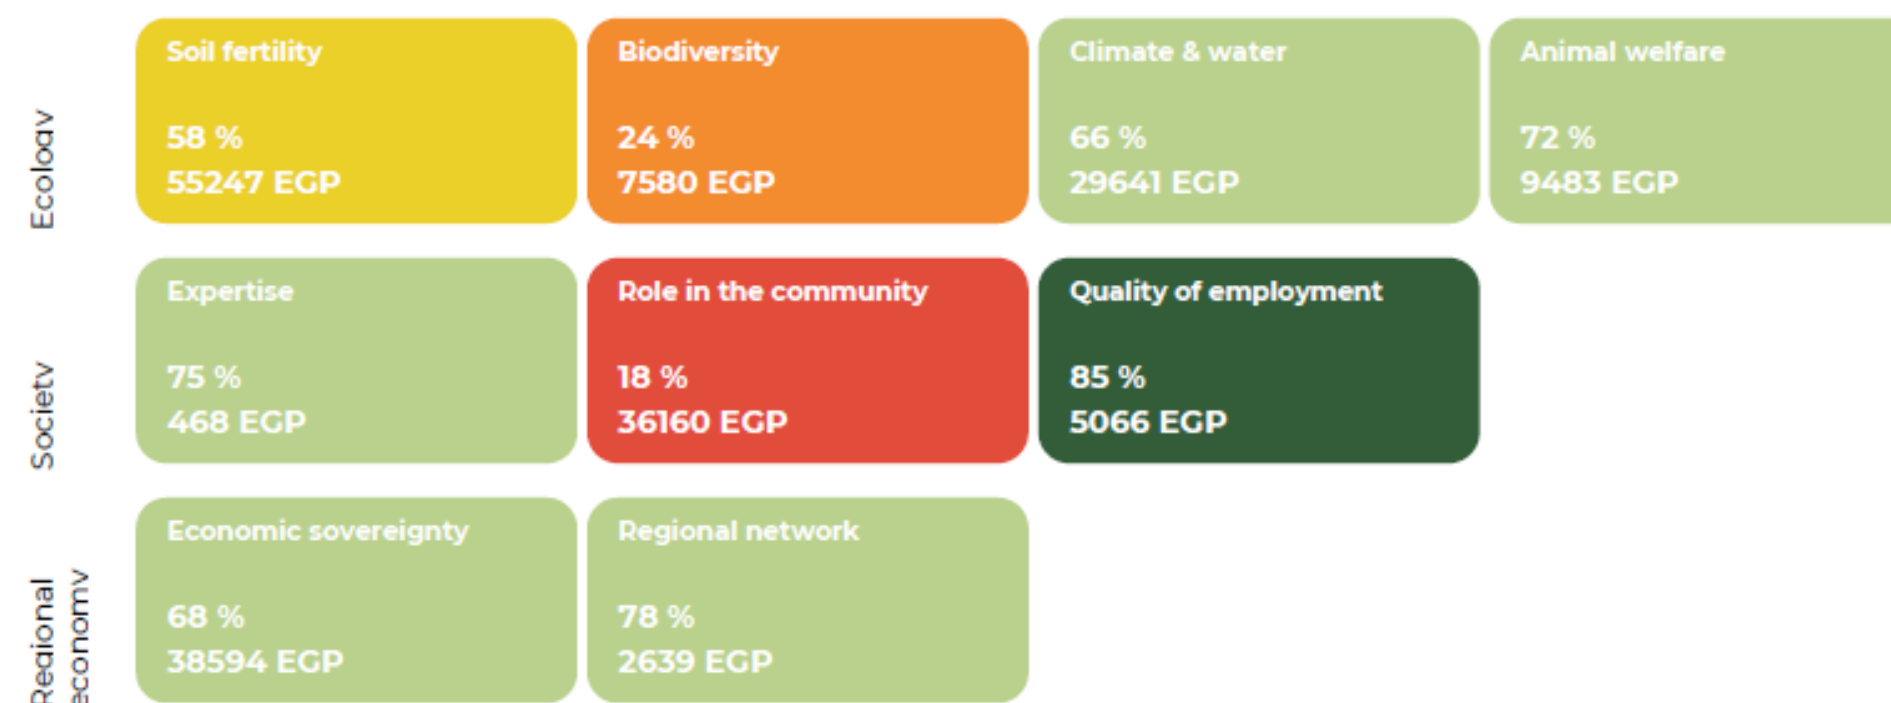 Ecology
Soil fertility
58 %
55247 EGP
Biodiversity
24 %
7580 EGP
Climate & water
66 %
29641 EGP
Animal welfare
72 %
9483 EGP
Society
Expertise
75 %
468 EGP
Role in the community
18 %
36160 EGP
Quality of employment
85 %
5066 EGP
Regional
economy
Economic sovereignty
68 %
38594 EGP
Regional network
78 %
2639 EGP